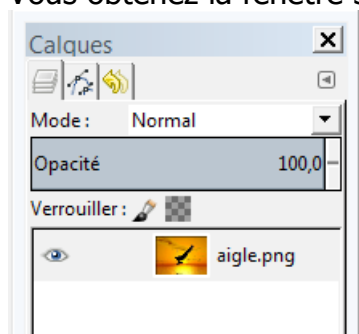 Vous obtenez la fenêtre s
Calques
Mode : Normal
Opacité 100,0
Verrouiller :
aigle.png